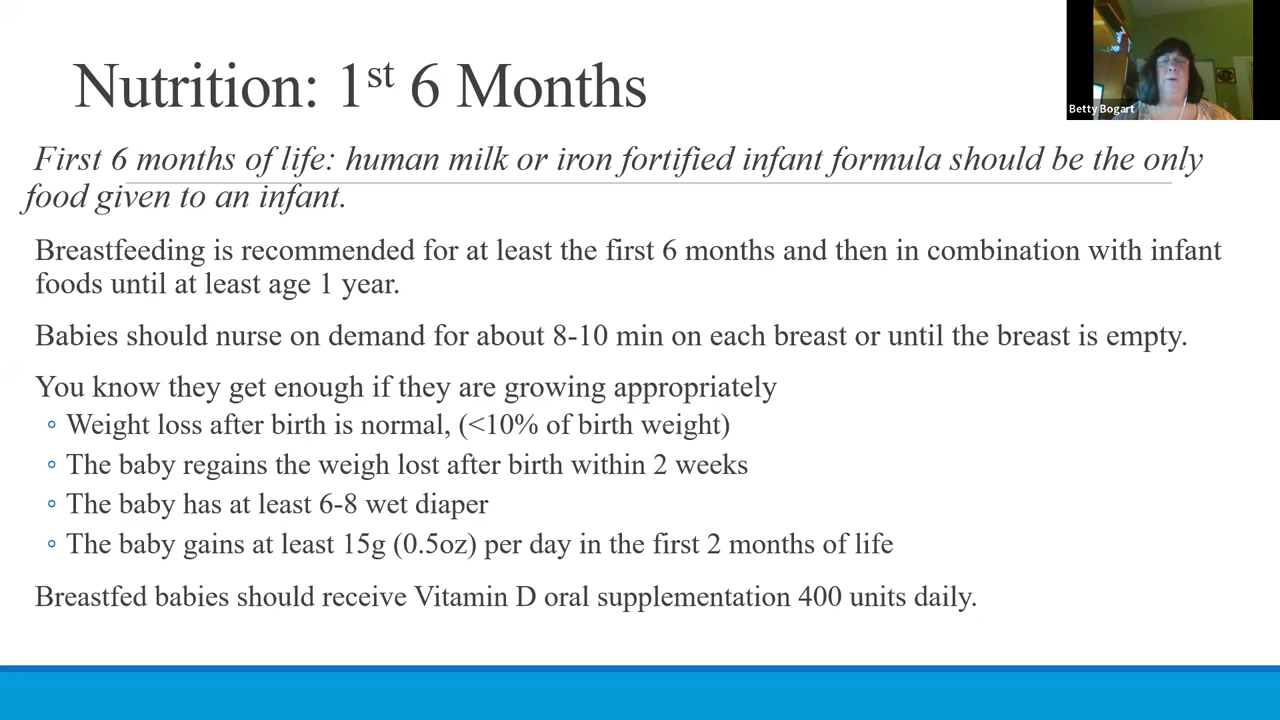 Nutrition: 1st 6 Months
Betty Bogart
First 6 months of life: human milk or iron fortified infant formula should be the only
food given to an infant.
Breastfeeding is recommended for at least the first 6 months and then in combination with infant
foods until at least age 1 year.
Babies should nurse on demand for about 8-10 min on each breast or until the breast is empty.
You know they get enough if they are growing appropriately
◦ Weight loss after birth is normal, (<10% of birth weight)
◦ The baby regains the weigh lost after birth within 2 weeks
◦ The baby has at least 6-8 wet diaper
◦ The baby gains at least 15g (0.5oz) per day in the first 2 months of life
Breastfed babies should receive Vitamin D oral supplementation 400 units daily.